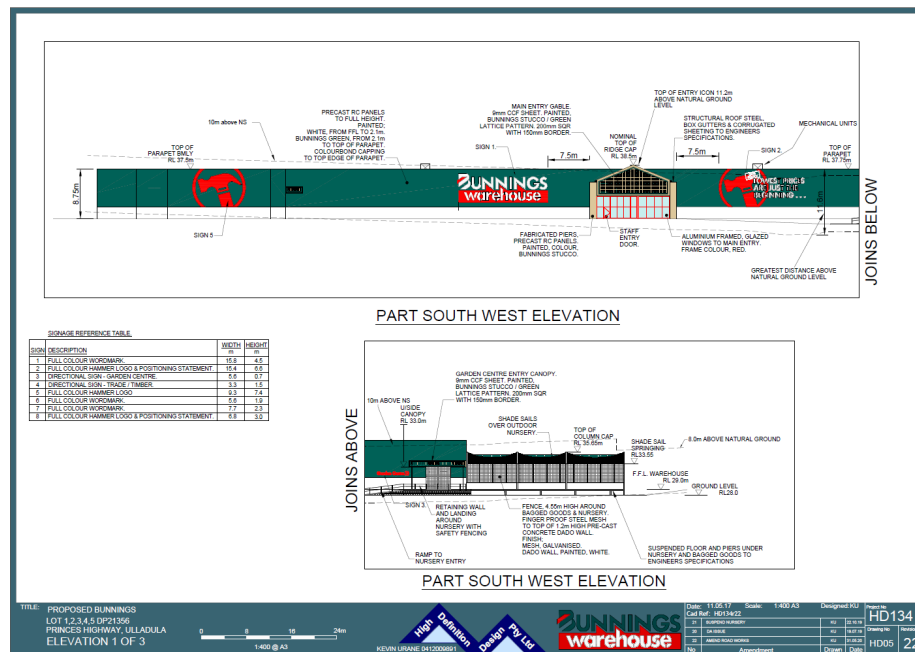 10m above NS
PRECAST RC PANELS
TO FULL HEIGHT.
PAINTED;
WHITE, FROM FFL TO 2.1m.
BUNNINGS GREEN, FROM 2.1m
TO TOP OF PARAPET.
COLOURBOND CAPPING
TO TOP EDGE OF PARAPET.
MAIN ENTRY GABLE.
9mm CCF SHEET. PAINTED,
BUNNINGS STUCCO / GREEN
LATTICE PATTERN. 200mm SQR
WITH 150mm BORDER.
TOP OF ENTRY ICON 11.2m
ABOVE NATURAL GROUND
LEVEL
STRUCTURAL ROOF STEEL,
BOX GUTTERS & CORRUGATED
SHEETING TO ENGINEERS
SPECIFICATIONS.
MECHANICAL UNITS
TOP OF
PARAPET BMLY
RL 37.5m
SIGN 1.
7.5m
NOMINAL
TOP OF
RIDGE CAP
RL 38.5m
7.5m
SIGN 2.
TOP OF
PARAPET
RL 37.75m
8.75m
BUNNINGS
warehouse
LOWEST PRICES
ARE JUST THE
BEGINNING...
11.6m
SIGN 5
FABRICATED PIERS,
PRECAST RC PANELS.
PAINTED, COLOUR,
BUNNINGS STUCCO.
STAFF
ENTRY
DOOR.
ALUMINIUM FRAMED, GLAZED
WINDOWS TO MAIN ENTRY.
FRAME COLOUR, RED.
GREATEST DISTANCE ABOVE
NATURAL GROUND LEVEL
JOINS BELOW
PART SOUTH WEST ELEVATION
SIGNAGE REFERENCE TABLE.
SIGN DESCRIPTION WIDTH m HEIGHT m
1 FULL COLOUR WORDMARK. 15.8 4.5
2 FULL COLOUR HAMMER LOGO & POSITIONING STATEMENT. 15.4 6.6
3 DIRECTIONAL SIGN - GARDEN CENTRE. 5.6 0.7
4 DIRECTIONAL SIGN - TRADE / TIMBER. 3.3 1.5
5 FULL COLOUR HAMMER LOGO 9.3 7.4
6 FULL COLOUR WORDMARK. 5.6 1.9
7 FULL COLOUR WORDMARK. 7.7 2.3
8 FULL COLOUR HAMMER LOGO & POSITIONING STATEMENT. 6.8 3.0
JOINS ABOVE
GARDEN CENTRE ENTRY CANOPY.
9mm CCF SHEET. PAINTED,
BUNNINGS STUCCO / GREEN
LATTICE PATTERN. 200mm SQR
WITH 150mm BORDER.
10m above NS
U/SIDE
CANOPY
RL 33.0m
SHADE SAILS
OVER OUTDOOR
NURSERY.
TOP OF
COLUMN CAP
RL 35.65m
SHADE SAIL
SPRINGING
RL33.55
8.0m ABOVE NATURAL GROUND
F.F.L. WAREHOUSE
RL 29.0m
GROUND LEVEL
RL28.0
SIGN 3.
RETAINING WALL
AND LANDING
AROUND
NURSERY WITH
SAFETY FENCING
RAMP TO
NURSERY ENTRY
FENCE, 4.55m HIGH AROUND
BAGGED GOODS & NURSERY.
FINGER PROOF STEEL MESH
TO TOP OF 1.2m HIGH PRE-CAST
CONCRETE DADO WALL.
FINISH;
MESH, GALVANISED.
DADO WALL, PAINTED, WHITE.
SUSPENDED FLOOR AND PIERS UNDER
NURSERY AND BAGGED GOODS TO
ENGINEERS SPECIFICATIONS
PART SOUTH WEST ELEVATION
TITLE: PROPOSED BUNNINGS
LOT 1,2,3,4,5 DP21356
PRINCES HIGHWAY, ULLADULLA
ELEVATION 1 OF 3
0 8 16 24m
1:400 @ A3
High
Definition
Design
Pty Ltd
KEVIN URANE 0412009891
BUNNINGS
warehouse
Date: 11.05.17 Scale: 1:400 A3 Designed: KU
Cad Ref: HD134r22
21 SUSPEND NURSERY KU
20 DA ISSUE KU
22 AMEND ROAD WORKS KU
No Amendment Drawn Date
Project No
HD134
Drawing No
HD05
22